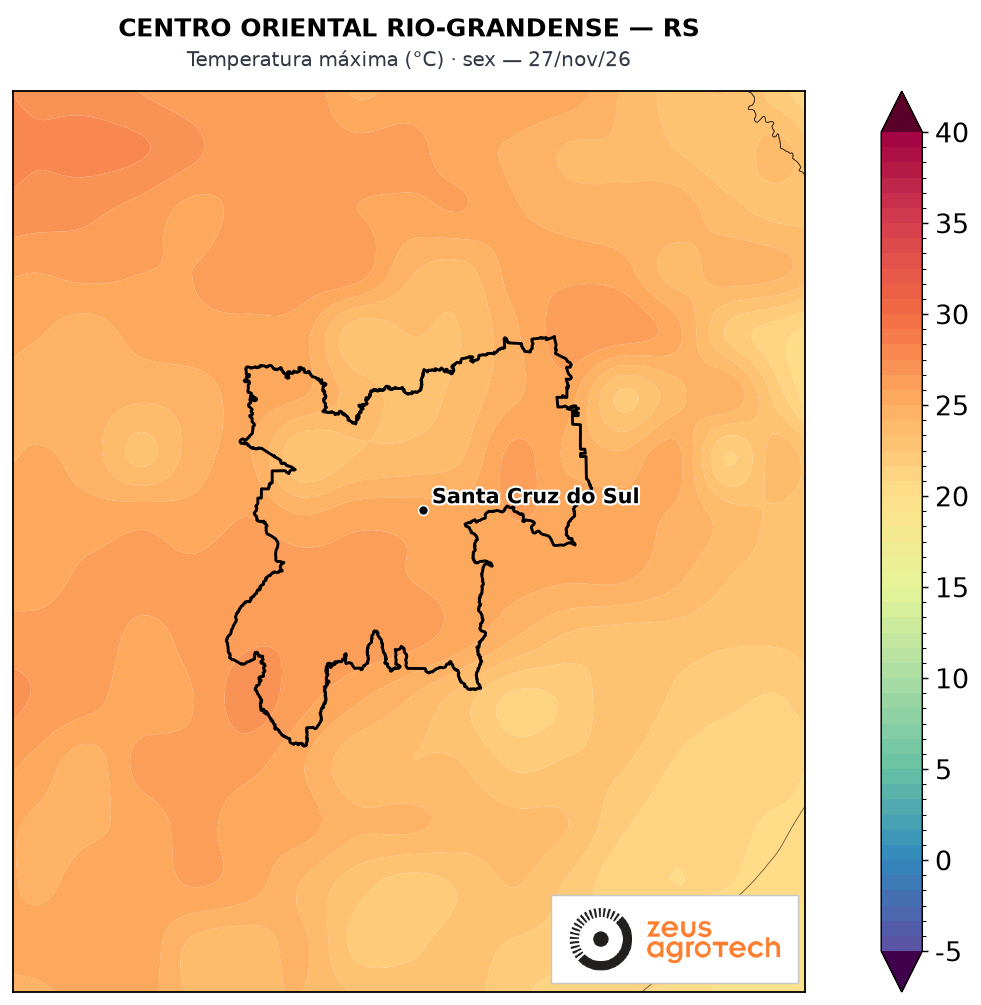 CENTRO ORIENTAL RIO-GRANDENSE — RS
Temperatura máxima (°C) · sex — 27/nov/26
40
35
30
25
20
15
10
5
0
-5
Santa Cruz do Sul
zeus
agrotech